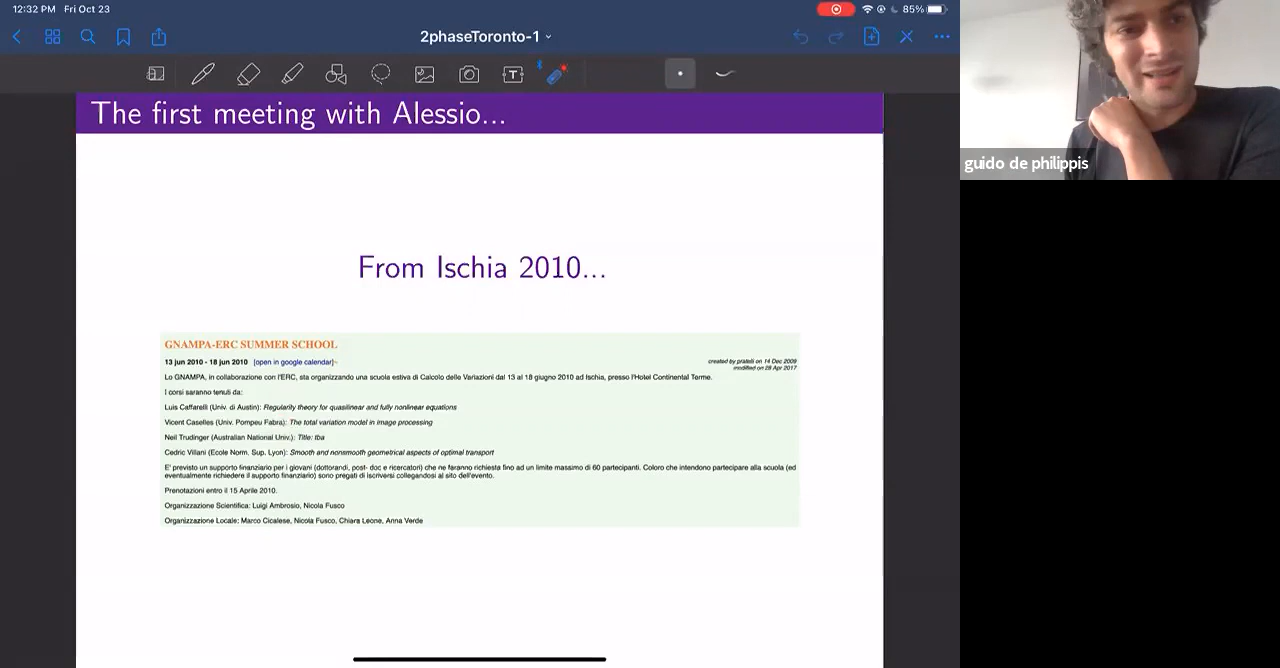 12:32 PM Fri Oct 23
85%
2phaseToronto-1
T
The first meeting with Alessio...
guido de philippis
From Ischia 2010...
GNAMPA-ERC SUMMER SCHOOL
13 jun 2010 - 18 jun 2010 [open in google calendar]
created by pratelli on 14 Dec 2009
modified on 28 Apr 2017
Lo GNAMPA, in collaborazione con l'ERC, sta organizzando una scuola estiva di Calcolo delle Variazioni dal 13 al 18 giugno 2010 ad Ischia, presso l'Hotel Continental Terme.
I corsi saranno tenuti da:
Luis Caffarelli (Univ. di Austin): Regularity theory for quasilinear and fully nonlinear equations
Vicent Caselles (Univ. Pompeu Fabra): The total variation model in image processing
Neil Trudinger (Australian National Univ.): Title: tba
Cedric Villani (Ecole Norm. Sup. Lyon): Smooth and nonsmooth geometrical aspects of optimal transport
E' previsto un supporto finanziario per i giovani (dottorandi, post- doc e ricercatori) che ne faranno richiesta fino ad un limite massimo di 60 partecipanti. Coloro che intendono partecipare alla scuola (ed
eventualmente richiedere il supporto finanziario) sono pregati di iscriversi collegandosi al sito dell'evento.
Prenotazioni entro il 15 Aprile 2010.
Organizzazione Scientifica: Luigi Ambrosio, Nicola Fusco
Organizzazione Locale: Marco Cicalese, Nicola Fusco, Chiara Leone, Anna Verde